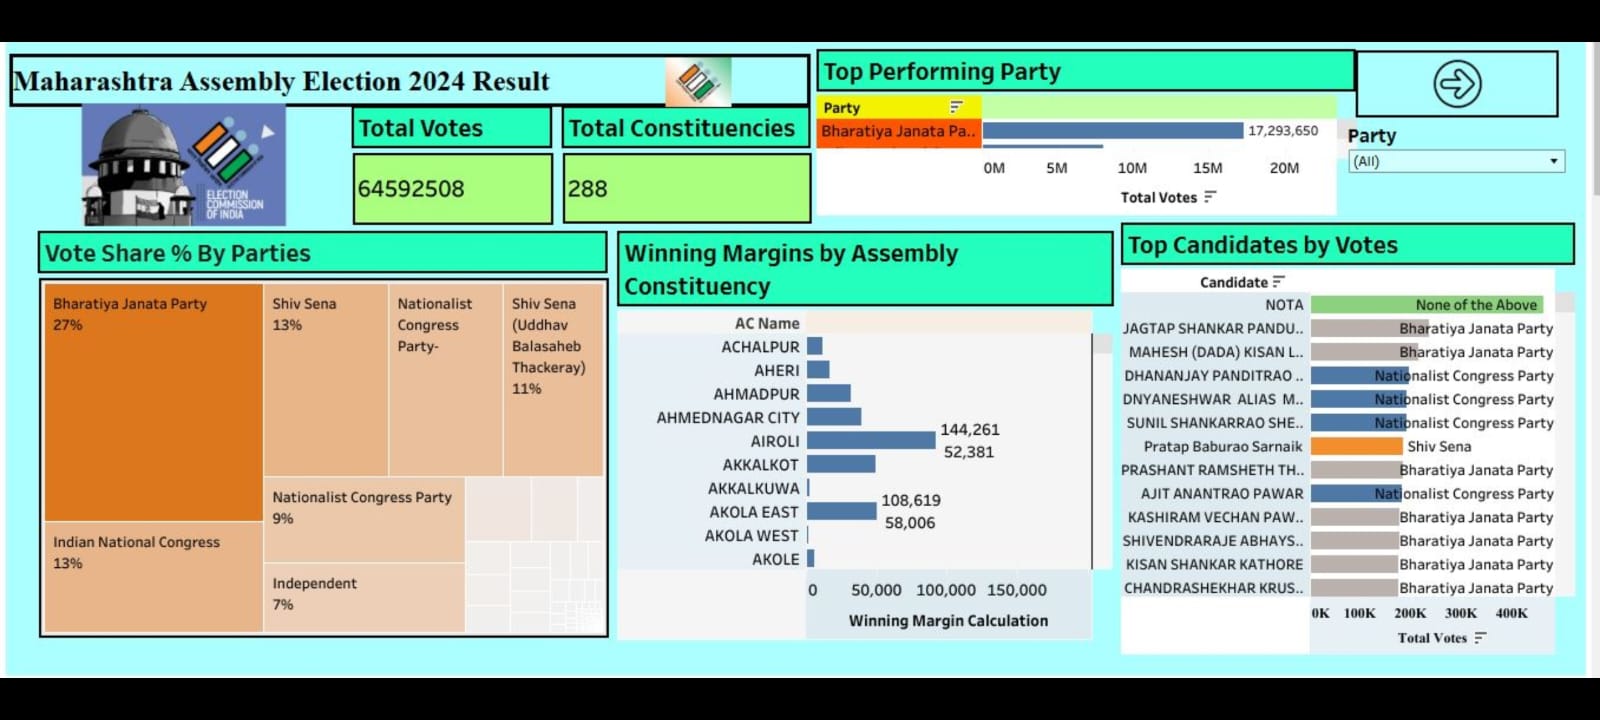 Maharashtra Assembly Election 2024 Result
ELECTION
COMMISSION
OF INDIA
Total Votes
64592508
Total Constituencies
288
Top Performing Party
Party
Bharatiya Janata Pa..
17,293,650
0M 5M 10M 15M 20M
Total Votes
Party
(All)
Vote Share % By Parties
Bharatiya Janata Party
27%
Shiv Sena
13%
Nationalist
Congress
Party-
Shiv Sena
(Uddhav
Balasaheb
Thackeray)
11%
Nationalist Congress Party
9%
Indian National Congress
13%
Independent
7%
Winning Margins by Assembly
Constituency
AC Name
ACHALPUR
AHERI
AHMADPUR
AHMEDNAGAR CITY
AIROLI
144,261
52,381
AKKALKOT
AKKALKUWA
AKOLA EAST
108,619
58,006
AKOLA WEST
AKOLE
0 50,000 100,000 150,000
Winning Margin Calculation
Top Candidates by Votes
Candidate
NOTA None of the Above
JAGTAP SHANKAR PANDU.. Bharatiya Janata Party
MAHESH (DADA) KISAN L.. Bharatiya Janata Party
DHANANJAY PANDITRAO .. Nationalist Congress Party
DNYANESHWAR ALIAS M.. Nationalist Congress Party
SUNIL SHANKARRAO SHE.. Nationalist Congress Party
Pratap Baburao Sarnaik Shiv Sena
PRASHANT RAMSHETH TH.. Bharatiya Janata Party
AJIT ANANTRAO PAWAR Nationalist Congress Party
KASHIRAM VECHAN PAW.. Bharatiya Janata Party
SHIVENDRARAJE ABHAYS.. Bharatiya Janata Party
KISAN SHANKAR KATHORE Bharatiya Janata Party
CHANDRASHEKHAR KRUS.. Bharatiya Janata Party
0K 100K 200K 300K 400K
Total Votes